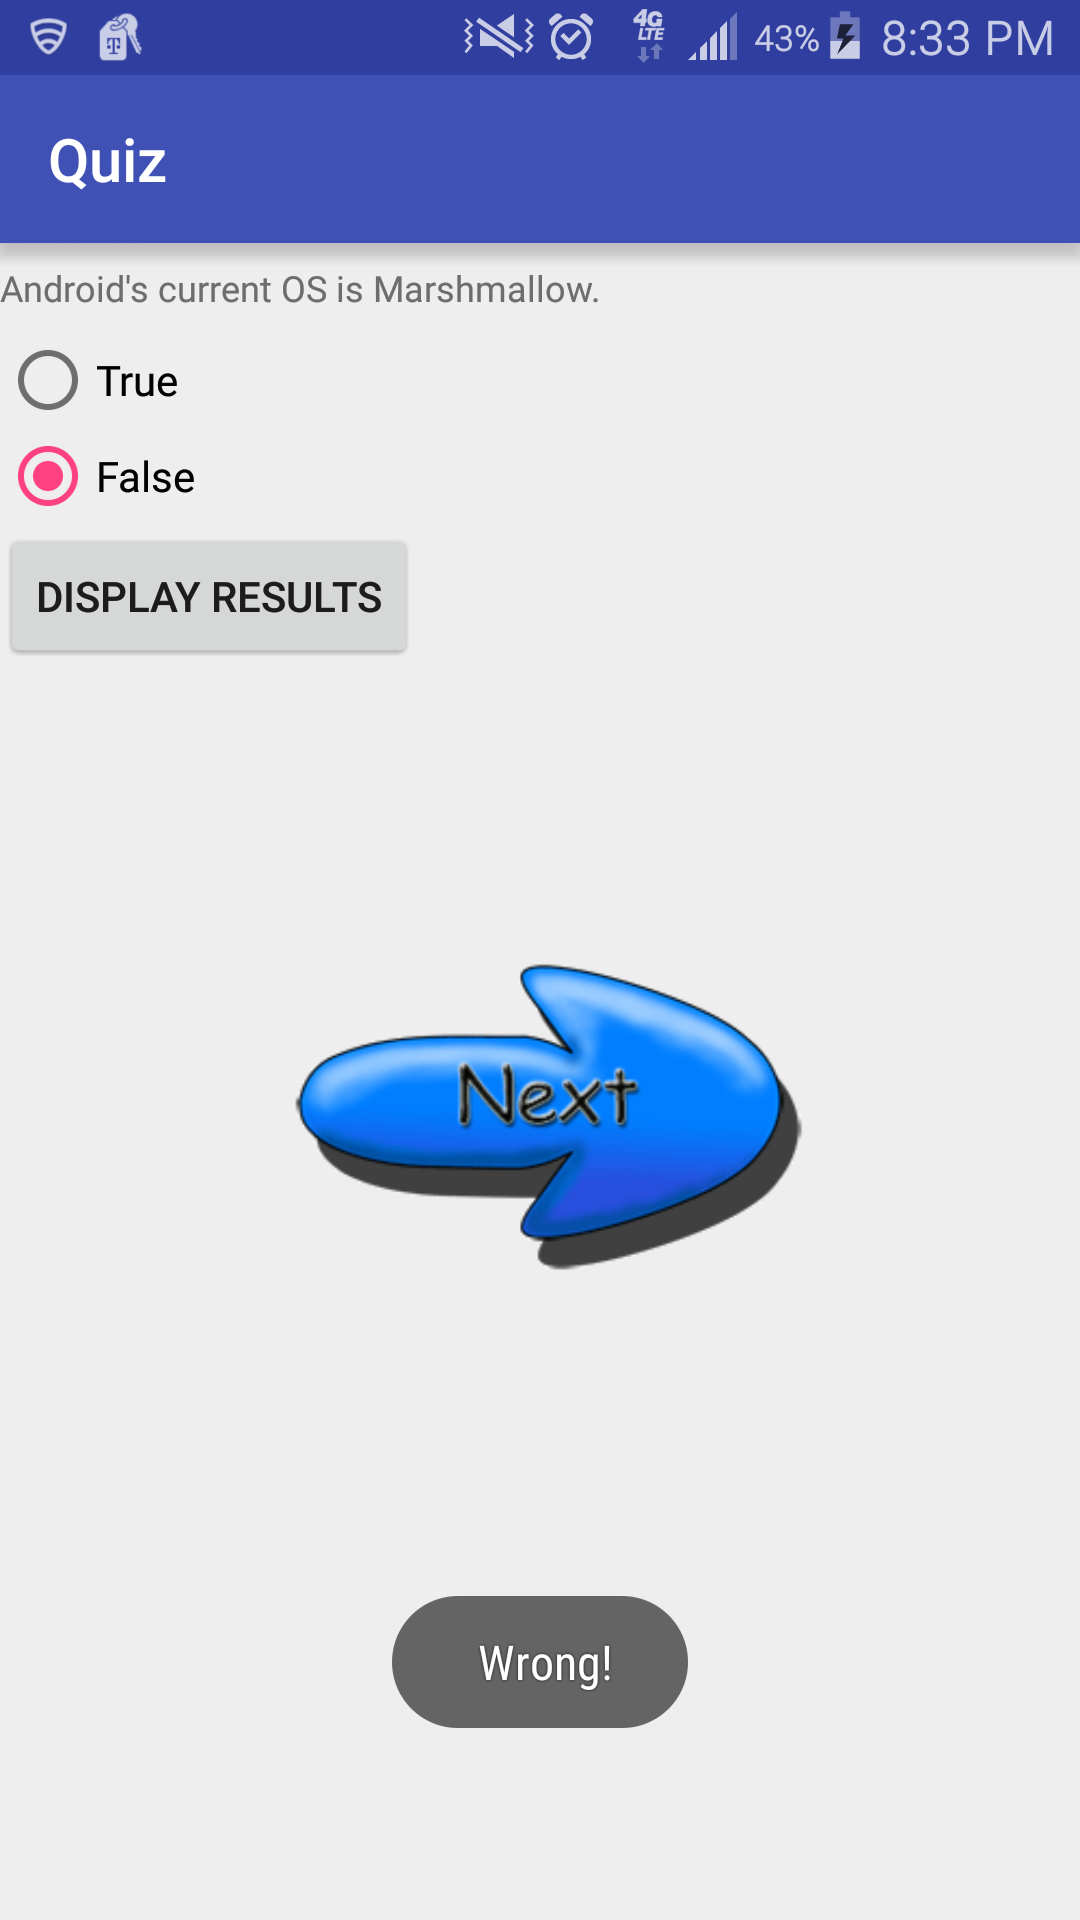 4G
LTE
43%
8:33 PM
Quiz
Android's current OS is Marshmallow.
True
False
DISPLAY RESULTS
Next
Wrong!